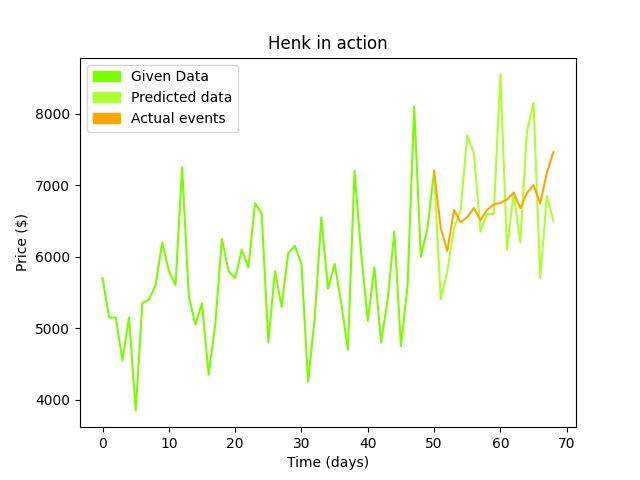 Henk in action
Given Data
Predicted data
Actual events
Price ($)
8000
7000
6000
5000
4000
0 10 20 30 40 50 60 70
Time (days)